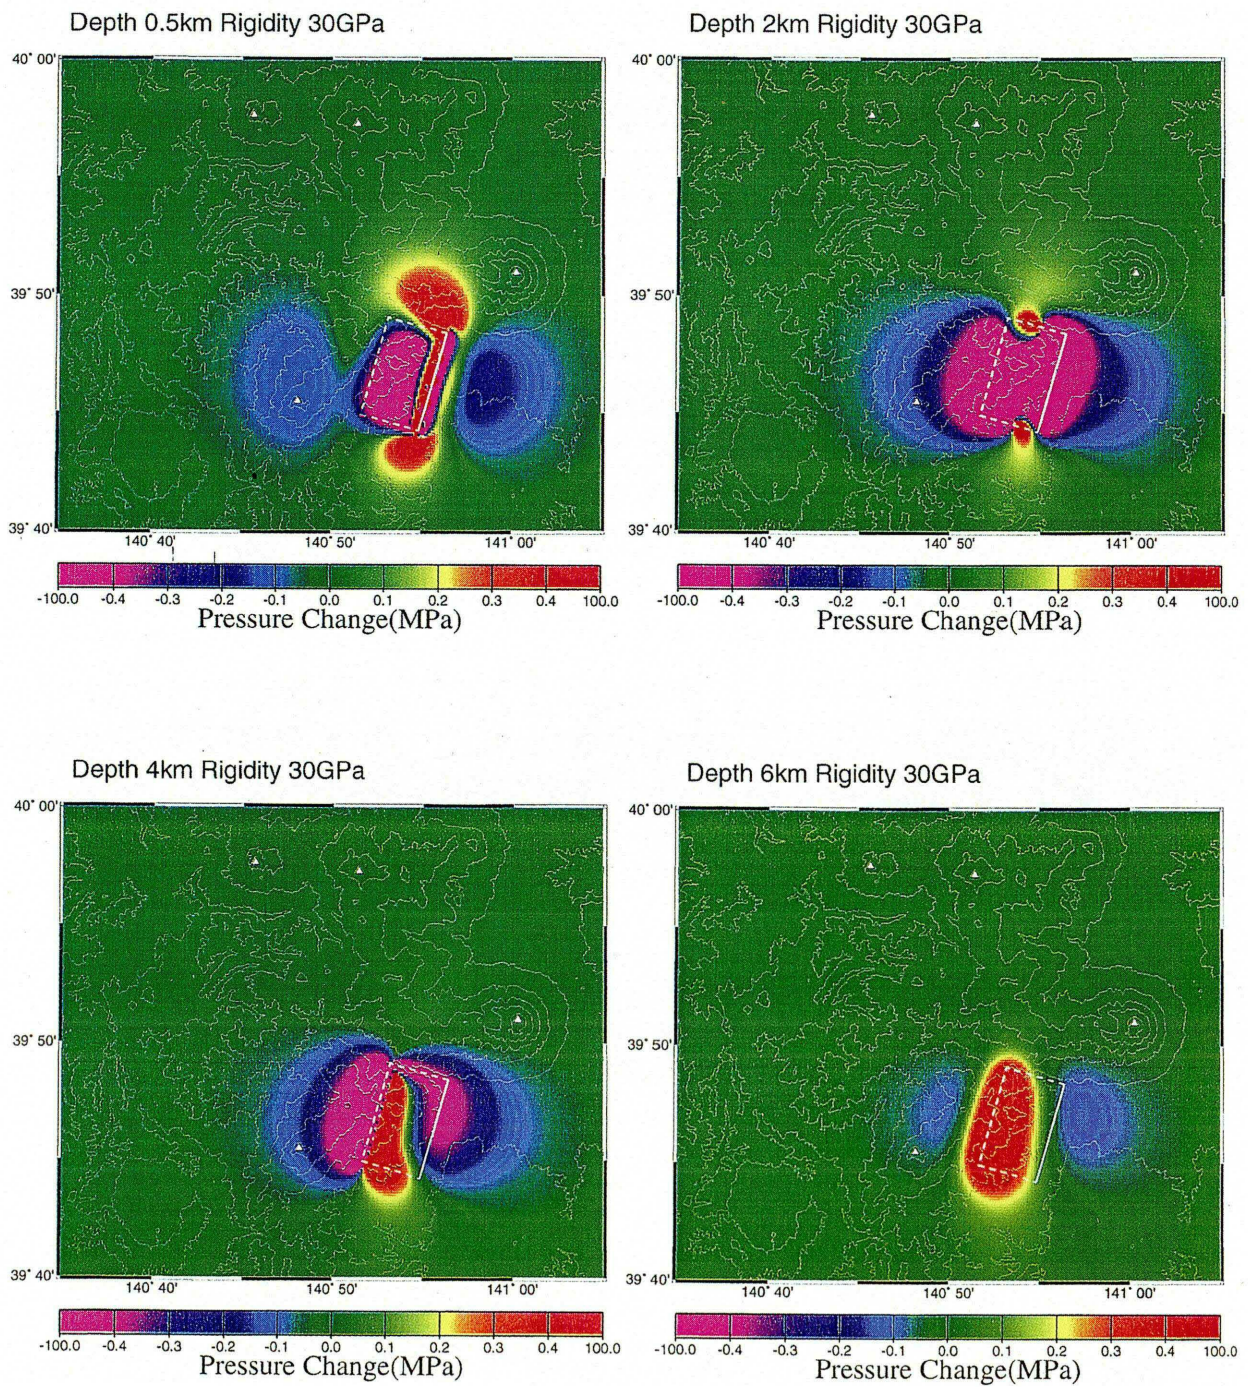 Depth 0.5km Rigidity 30GPa
40° 00'
39° 50'
39° 40'
140° 40' 140° 50' 141° 00'
-100.0 -0.4 -0.3 -0.2 -0.1 0.0 0.1 0.2 0.3 0.4 100.0
Pressure Change(MPa)
Depth 2km Rigidity 30GPa
40° 00'
39° 50'
39° 40'
140° 40' 140° 50' 141° 00'
-100.0 -0.4 -0.3 -0.2 -0.1 0.0 0.1 0.2 0.3 0.4 100.0
Pressure Change(MPa)
Depth 4km Rigidity 30GPa
40° 00'
39° 50'
39° 40'
140° 40' 140° 50' 141° 00'
-100.0 -0.4 -0.3 -0.2 -0.1 0.0 0.1 0.2 0.3 0.4 100.0
Pressure Change(MPa)
Depth 6km Rigidity 30GPa
40° 00'
39° 50'
39° 40'
140° 40' 140° 50' 141° 00'
-100.0 -0.4 -0.3 -0.2 -0.1 0.0 0.1 0.2 0.3 0.4 100.0
Pressure Change(MPa)